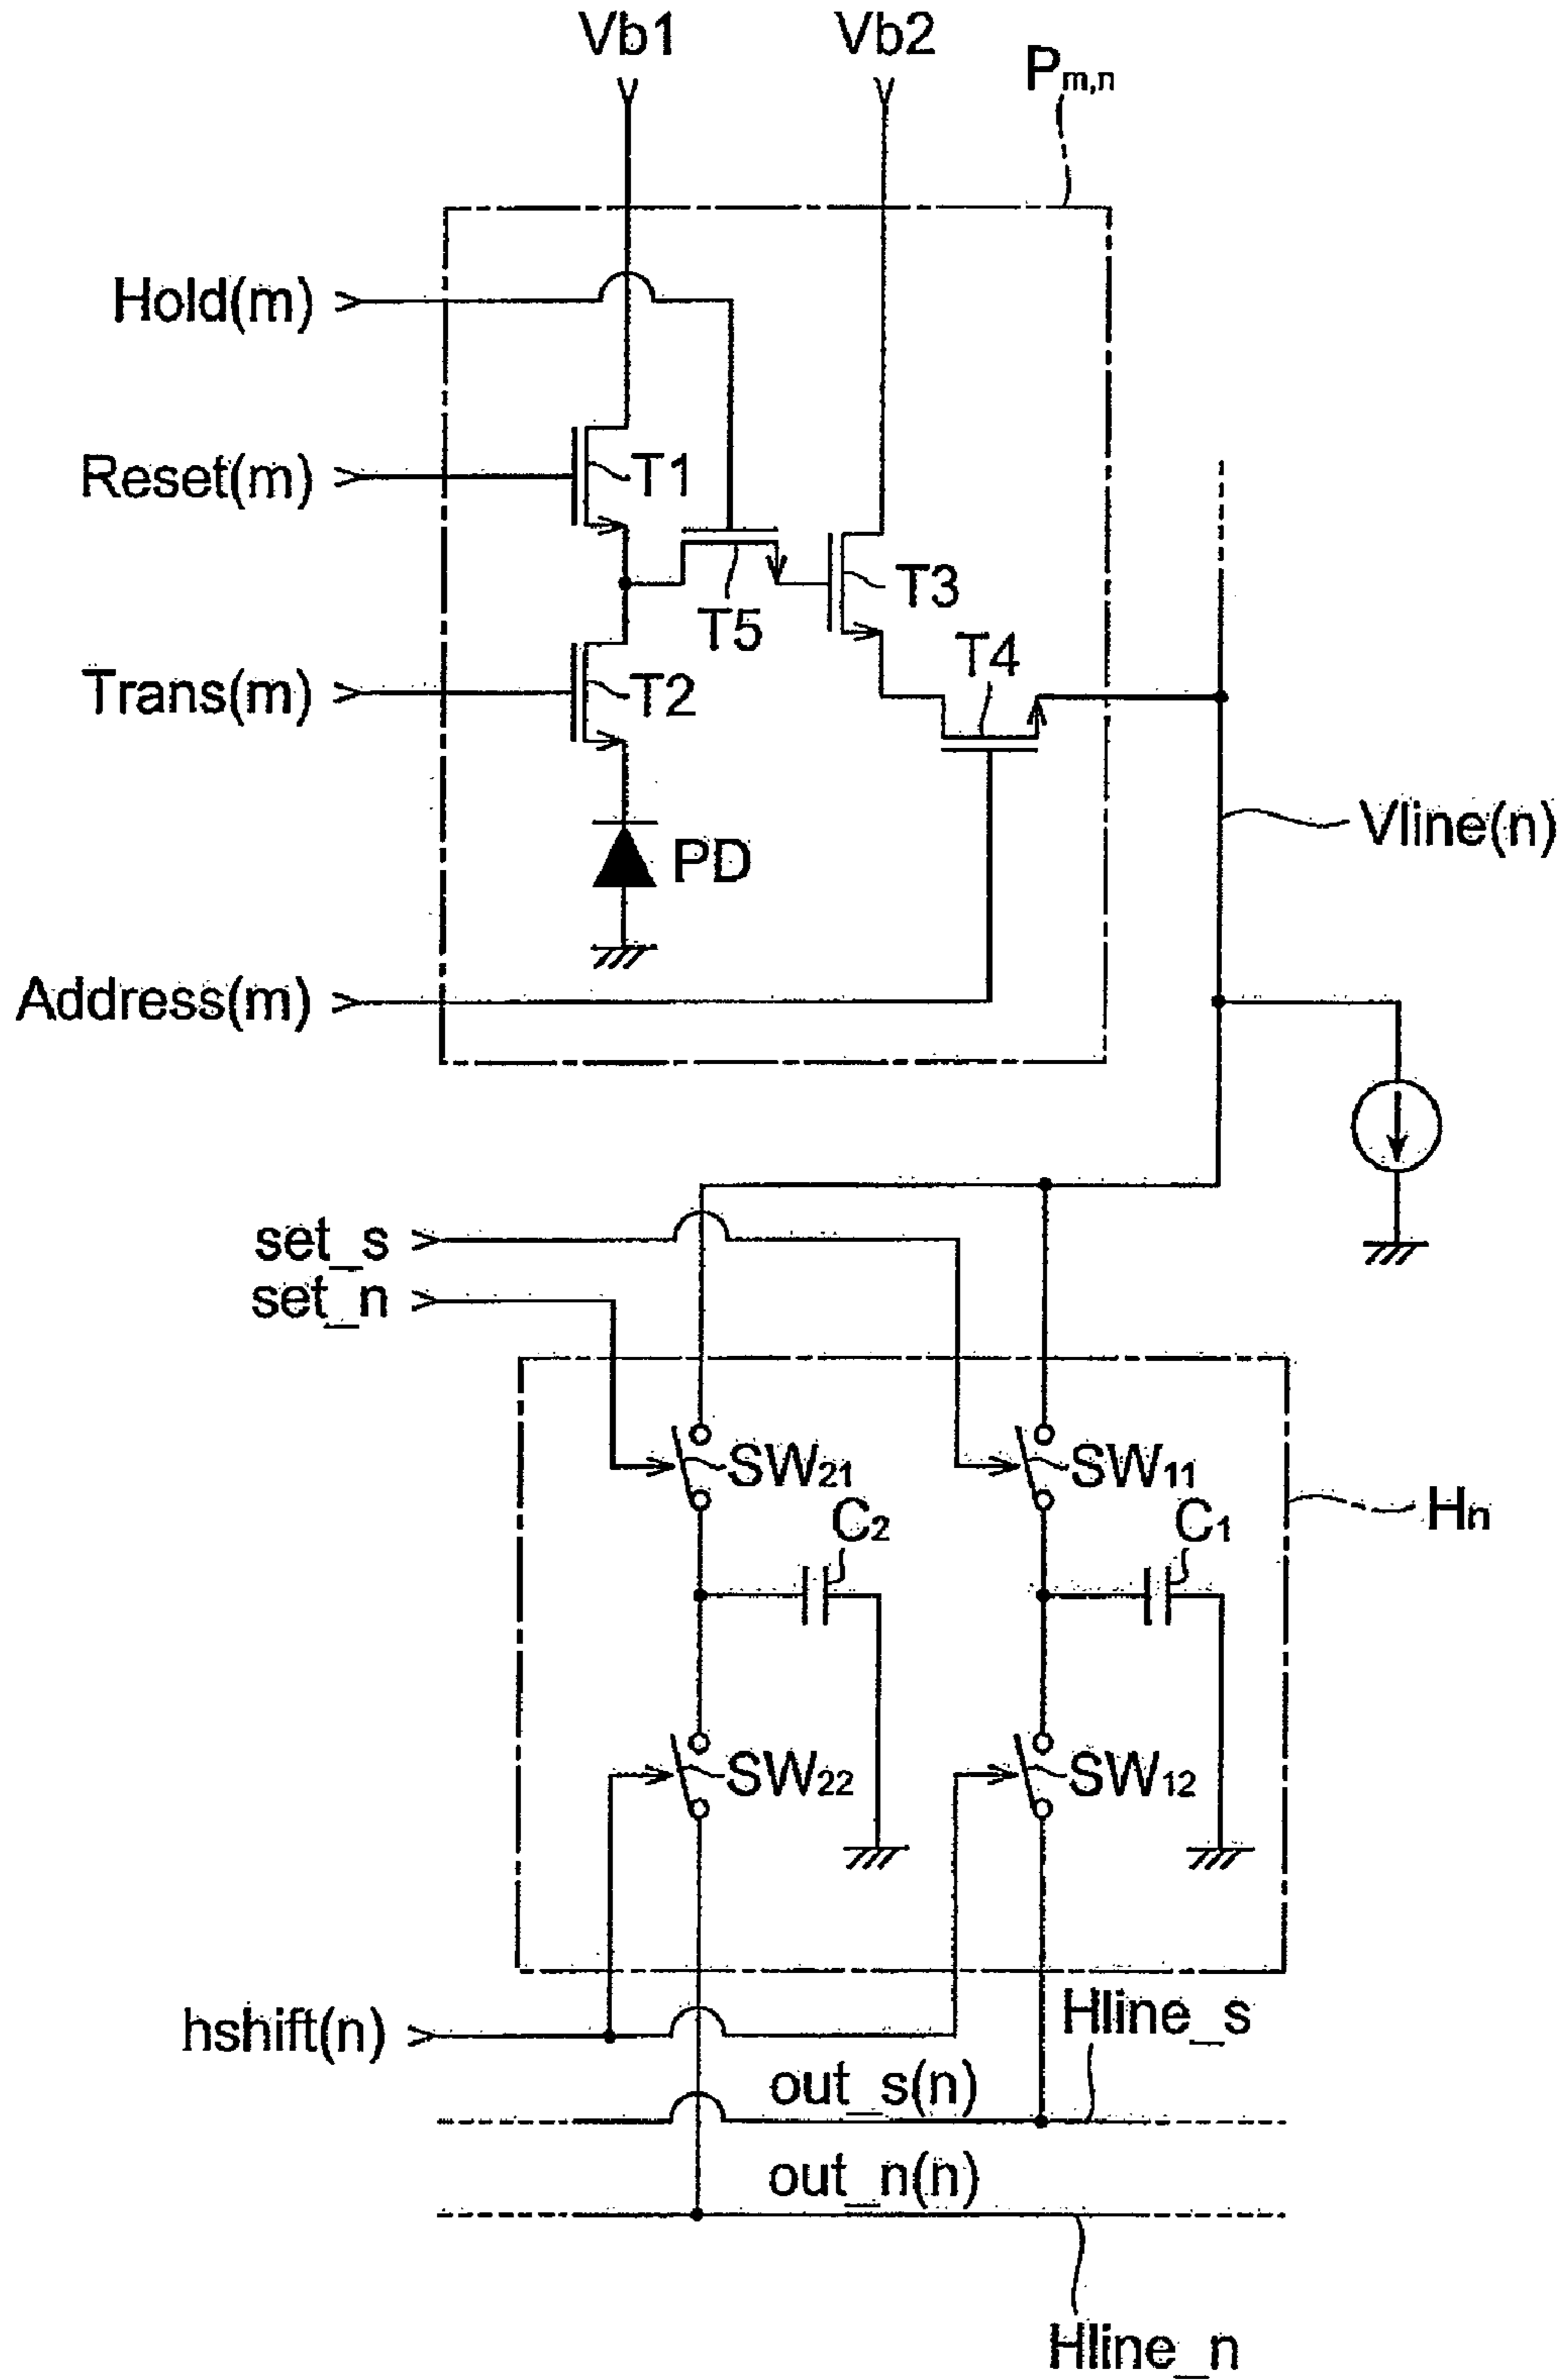 Vb1 Vb2
Pm,n
Hold(m)
Reset(m)
T1
T3
T5
T4
Trans(m)
T2
Vline(n)
PD
Address(m)
set_s
set_n
SW21 SW11
Hn
C2 C1
SW22 SW12
hshift(n)
Hline_s
out_s(n)
out_n(n)
Hline_n